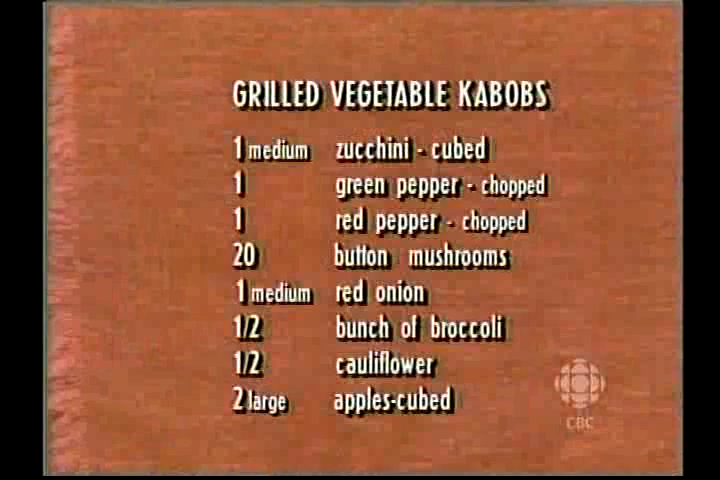 GRILLED VEGETABLE KABOBS
1 medium zucchini - cubed
1 green pepper - chopped
1 red pepper - chopped
20 button mushrooms
1 medium red onion
1/2 bunch of broccoli
1/2 cauliflower
2 large apples-cubed
CBC